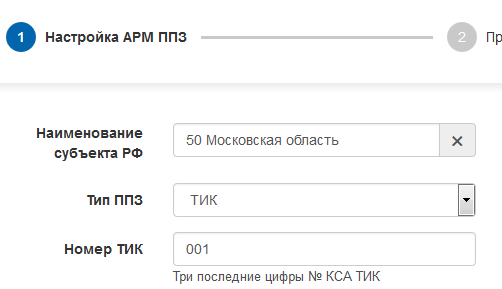 1 Настройка АРМ ППЗ 2 Пр
Наименование субъекта РФ
50 Московская область ×
Тип ППЗ ТИК
Номер ТИК 001
Три последние цифры № КСА ТИК